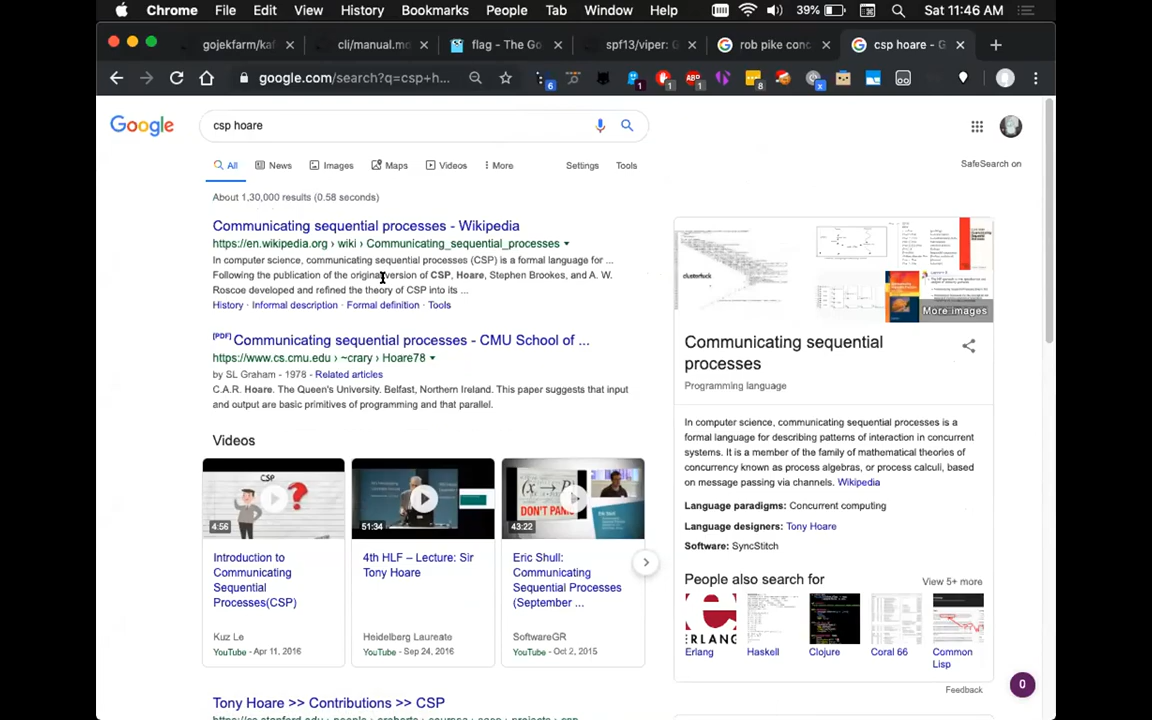 Chrome File Edit View History Bookmarks People Tab Window Help 39% Sat 11:46 AM
gojekfarm/kaf cli/manual.mo flag - The Go spf13/viper: G rob pike conc csp hoare - G
google.com/search?q=csp+h...
6 1 1 8
Google csp hoare
SafeSearch on
All News Images Maps Videos More Settings Tools
About 1,30,000 results (0.58 seconds)
Communicating sequential processes - Wikipedia
https://en.wikipedia.org › wiki › Communicating_sequential_processes
In computer science, communicating sequential processes (CSP) is a formal language for ...
Following the publication of the original version of CSP, Hoare, Stephen Brookes, and A. W.
Roscoe developed and refined the theory of CSP into its ...
History · Informal description · Formal definition · Tools
[PDF] Communicating sequential processes - CMU School of ...
https://www.cs.cmu.edu › ~crary › Hoare78
by SL Graham - 1978 - Related articles
C.A.R. Hoare. The Queen's University. Belfast, Northern Ireland. This paper suggests that input
and output are basic primitives of programming and that parallel.
Videos
CSP
4:56
51:34
DON'T PANIC
43:22
Introduction to
Communicating
Sequential
Processes(CSP)
Kuz Le
YouTube - Apr 11, 2016
4th HLF – Lecture: Sir
Tony Hoare
Heidelberg Laureate
YouTube - Sep 24, 2016
Eric Shull:
Communicating
Sequential Processes
(September ...
SoftwareGR
YouTube - Oct 2, 2015
Tony Hoare >> Contributions >> CSP
clusterfuck
More images
Communicating sequential
processes
Programming language
In computer science, communicating sequential processes is a
formal language for describing patterns of interaction in concurrent
systems. It is a member of the family of mathematical theories of
concurrency known as process algebras, or process calculi, based
on message passing via channels. Wikipedia
Language paradigms: Concurrent computing
Language designers: Tony Hoare
Software: SyncStitch
People also search for
View 5+ more
ERLANG
Erlang
Haskell
Clojure
Coral 66
Common
Lisp
Feedback
0